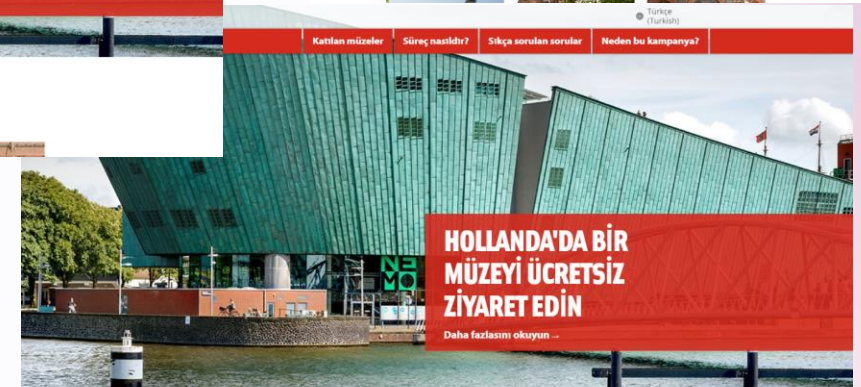 Türkçe
(Turkish)
Katılan müzeler
Süreç nasıldır?
Sıkça sorulan sorular
Neden bu kampanya?
NEMO
HOLLANDA'DA BİR
MÜZEYİ ÜCRETSİZ
ZİYARET EDİN
Daha fazlasını okuyun →